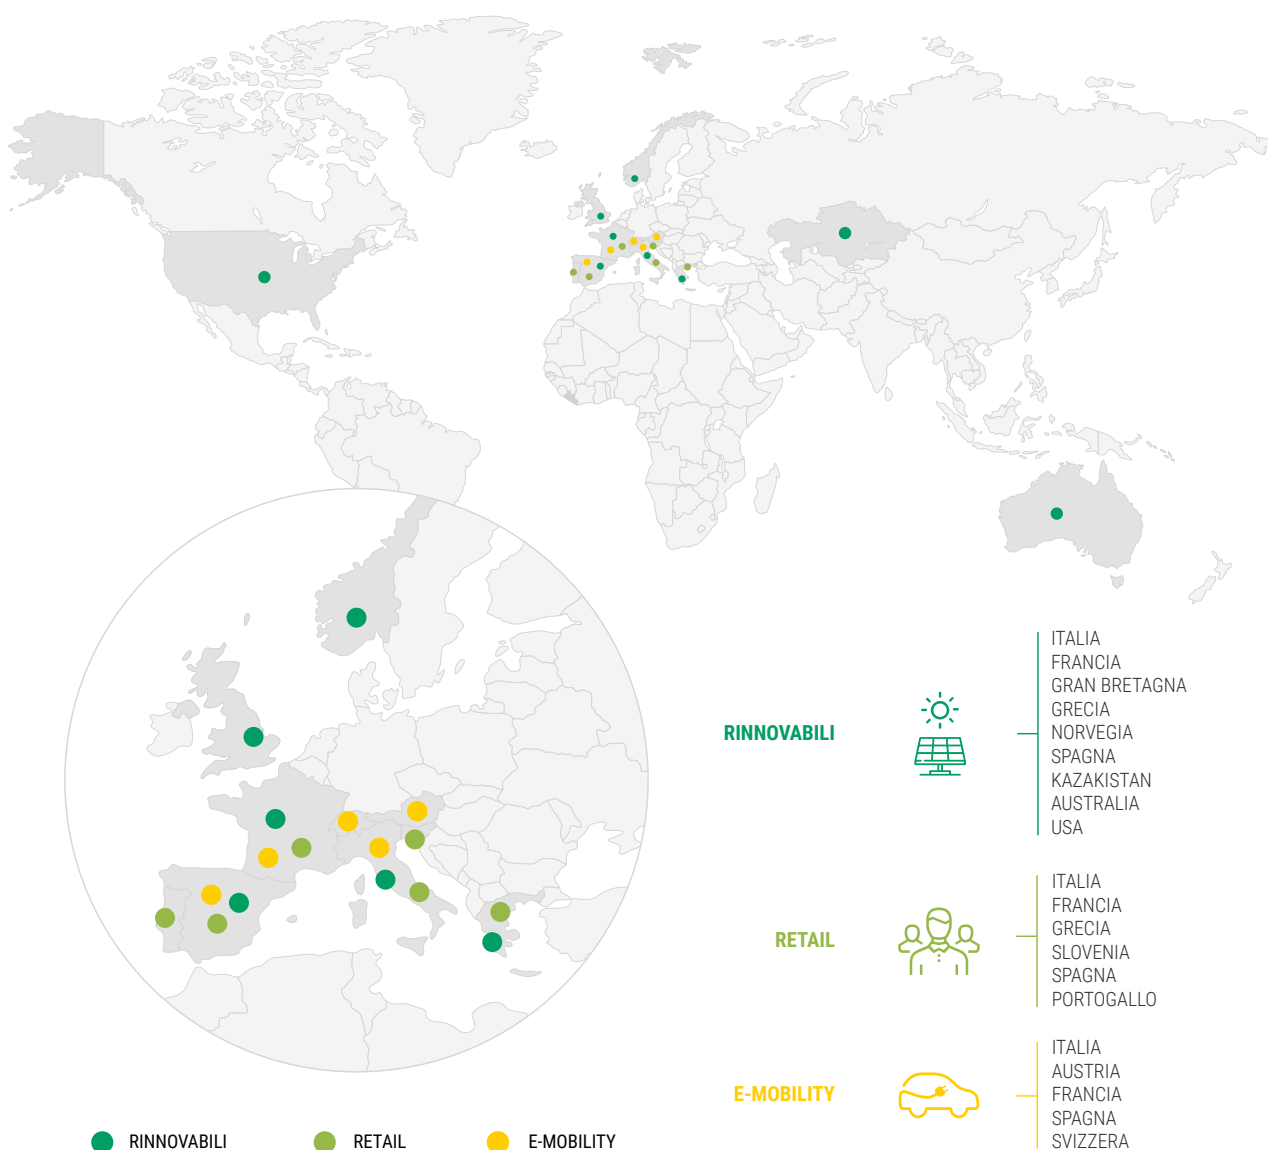 RINNOVABILI
ITALIA
FRANCIA
GRAN BRETAGNA
GRECIA
NORVEGIA
SPAGNA
KAZAKISTAN
AUSTRALIA
USA
RETAIL
ITALIA
FRANCIA
GRECIA
SLOVENIA
SPAGNA
PORTOGALLO
E-MOBILITY
ITALIA
AUSTRIA
FRANCIA
SPAGNA
SVIZZERA
RINNOVABILI
RETAIL
E-MOBILITY